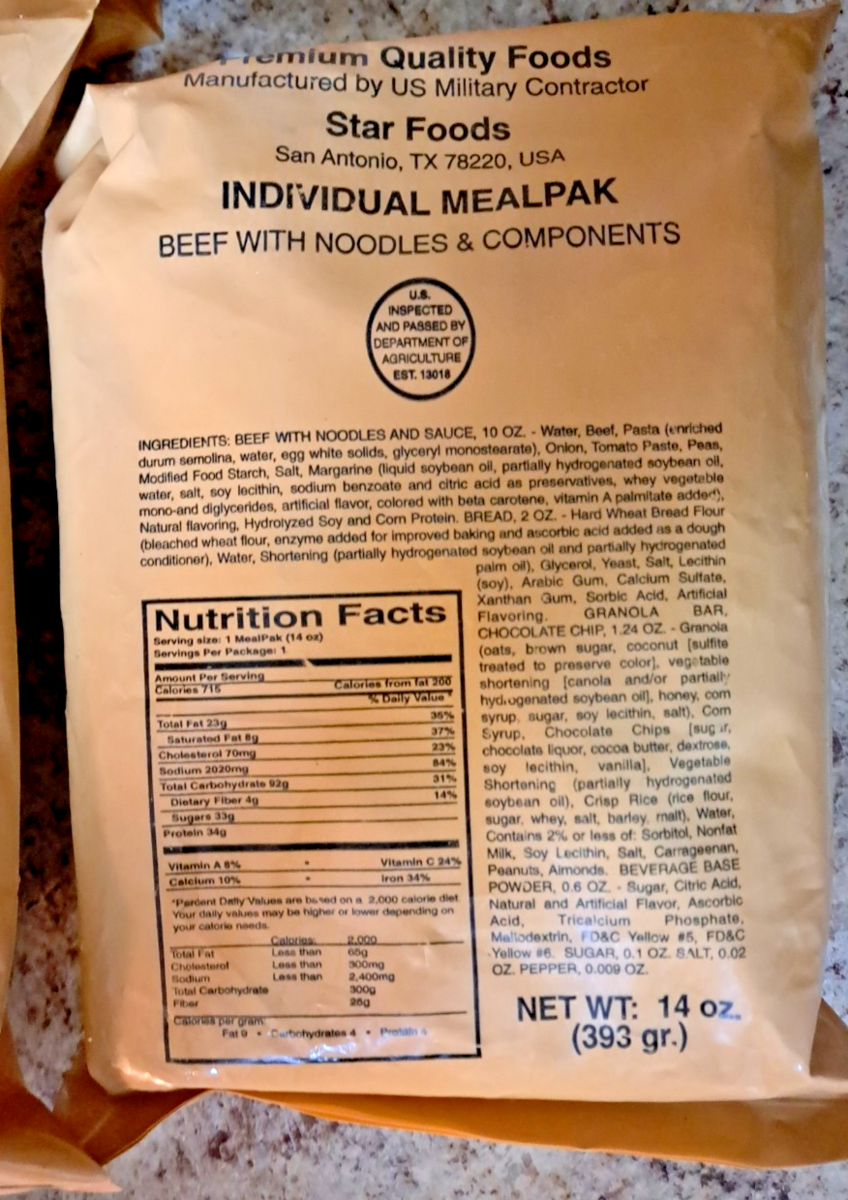 Premium Quality Foods
Manufactured by US Military Contractor
Star Foods
San Antonio, TX 78220, USA
INDIVIDUAL MEALPAK
BEEF WITH NOODLES & COMPONENTS
U.S.
INSPECTED
AND PASSED BY
DEPARTMENT OF
AGRICULTURE
EST. 13018
INGREDIENTS: BEEF WITH NOODLES AND SAUCE, 10 OZ. - Water, Beef, Pasta (enriched
durum semolina, water, egg white solids, glyceryl monostearate), Onion, Tomato Paste, Peas,
Modified Food Starch, Salt, Margarine (liquid soybean oil, partially hydrogenated soybean oil,
water, salt, soy lecithin, sodium benzoate and citric acid as preservatives, whey vegetable
mono-and diglycerides, artificial flavor, colored with beta carotene, vitamin A palmitate added),
Natural flavoring, Hydrolyzed Soy and Corn Protein. BREAD, 2 OZ. - Hard Wheat Bread Flour
(bleached wheat flour, enzyme added for improved baking and ascorbic acid added as a dough
conditioner), Water, Shortening (partially hydrogenated soybean oil and partially hydrogenated
palm oil), Glycerol, Yeast, Salt, Lecithin
(soy), Arabic Gum, Calcium Sulfate,
Xanthan Gum, Sorbic Acid, Artificial
Flavoring. GRANOLA BAR,
CHOCOLATE CHIP, 1.24 OZ. - Granola
(oats, brown sugar, coconut [sulfite
treated to preserve color], vegetable
shortening [canola and/or partially
hydrogenated soybean oil], honey, corn
syrup, sugar, soy lecithin, salt), Corn
Syrup, Chocolate Chips [sugar,
chocolate liquor, cocoa butter, dextrose,
soy lecithin, vanilla], Vegetable
Shortening (partially hydrogenated
soybean oil), Crisp Rice (rice flour,
sugar, whey, salt, barley, malt), Water,
Contains 2% or less of: Sorbitol, Nonfat
Milk, Soy Lecithin, Salt, Carrageenan,
Peanuts, Almonds. BEVERAGE BASE
POWDER, 0.6 OZ. - Sugar, Citric Acid,
Natural and Artificial Flavor, Ascorbic
Acid, Tricalcium Phosphate,
Maltodextrin, FD&C Yellow #5, FD&C
Yellow #6. SUGAR, 0.1 OZ. SALT, 0.02
OZ. PEPPER, 0.009 OZ.
Nutrition Facts
Serving size: 1 MealPak (14 oz)
Servings Per Package: 1
Amount Per Serving
Calories 715 Calories from fat 200
% Daily Value *
Total Fat 23g 35%
Saturated Fat 8g 37%
Cholesterol 70mg 23%
Sodium 2020mg 84%
Total Carbohydrate 92g 31%
Dietary Fiber 4g 14%
Sugars 33g
Protein 34g
Vitamin A 8% • Vitamin C 24%
Calcium 10% • Iron 34%
*Percent Daily Values are based on a 2,000 calorie diet.
Your daily values may be higher or lower depending on
your calorie needs.
Calories: 2,000
Total Fat Less than 65g
Cholesterol Less than 300mg
Sodium Less than 2,400mg
Total Carbohydrate 300g
Fiber 25g
Calories per gram:
Fat 9 • Carbohydrates 4 • Protein 4
NET WT: 14 oz.
(393 gr.)